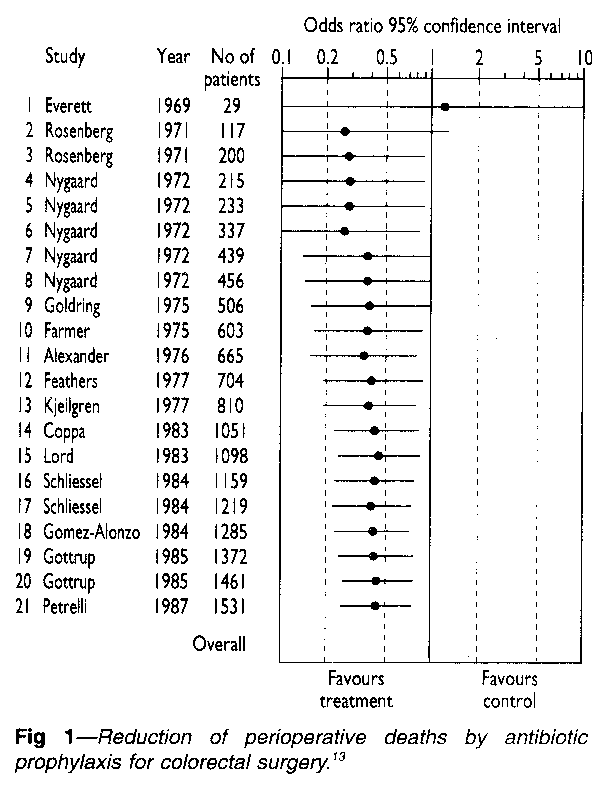 Odds ratio 95% confidence interval
Study Year No of patients 0.1 0.2 0.5 1 2 5 10
1 Everett 1969 29
2 Rosenberg 1971 117
3 Rosenberg 1971 200
4 Nygaard 1972 215
5 Nygaard 1972 233
6 Nygaard 1972 337
7 Nygaard 1972 439
8 Nygaard 1972 456
9 Goldring 1975 506
10 Farmer 1975 603
11 Alexander 1976 665
12 Feathers 1977 704
13 Kjeilgren 1977 810
14 Coppa 1983 1051
15 Lord 1983 1098
16 Schliessel 1984 1159
17 Schliessel 1984 1219
18 Gomez-Alonzo 1984 1285
19 Gottrup 1985 1372
20 Gottrup 1985 1461
21 Petrelli 1987 1531
Overall
Favours treatment Favours control
Fig 1—Reduction of perioperative deaths by antibiotic
prophylaxis for colorectal surgery.¹³